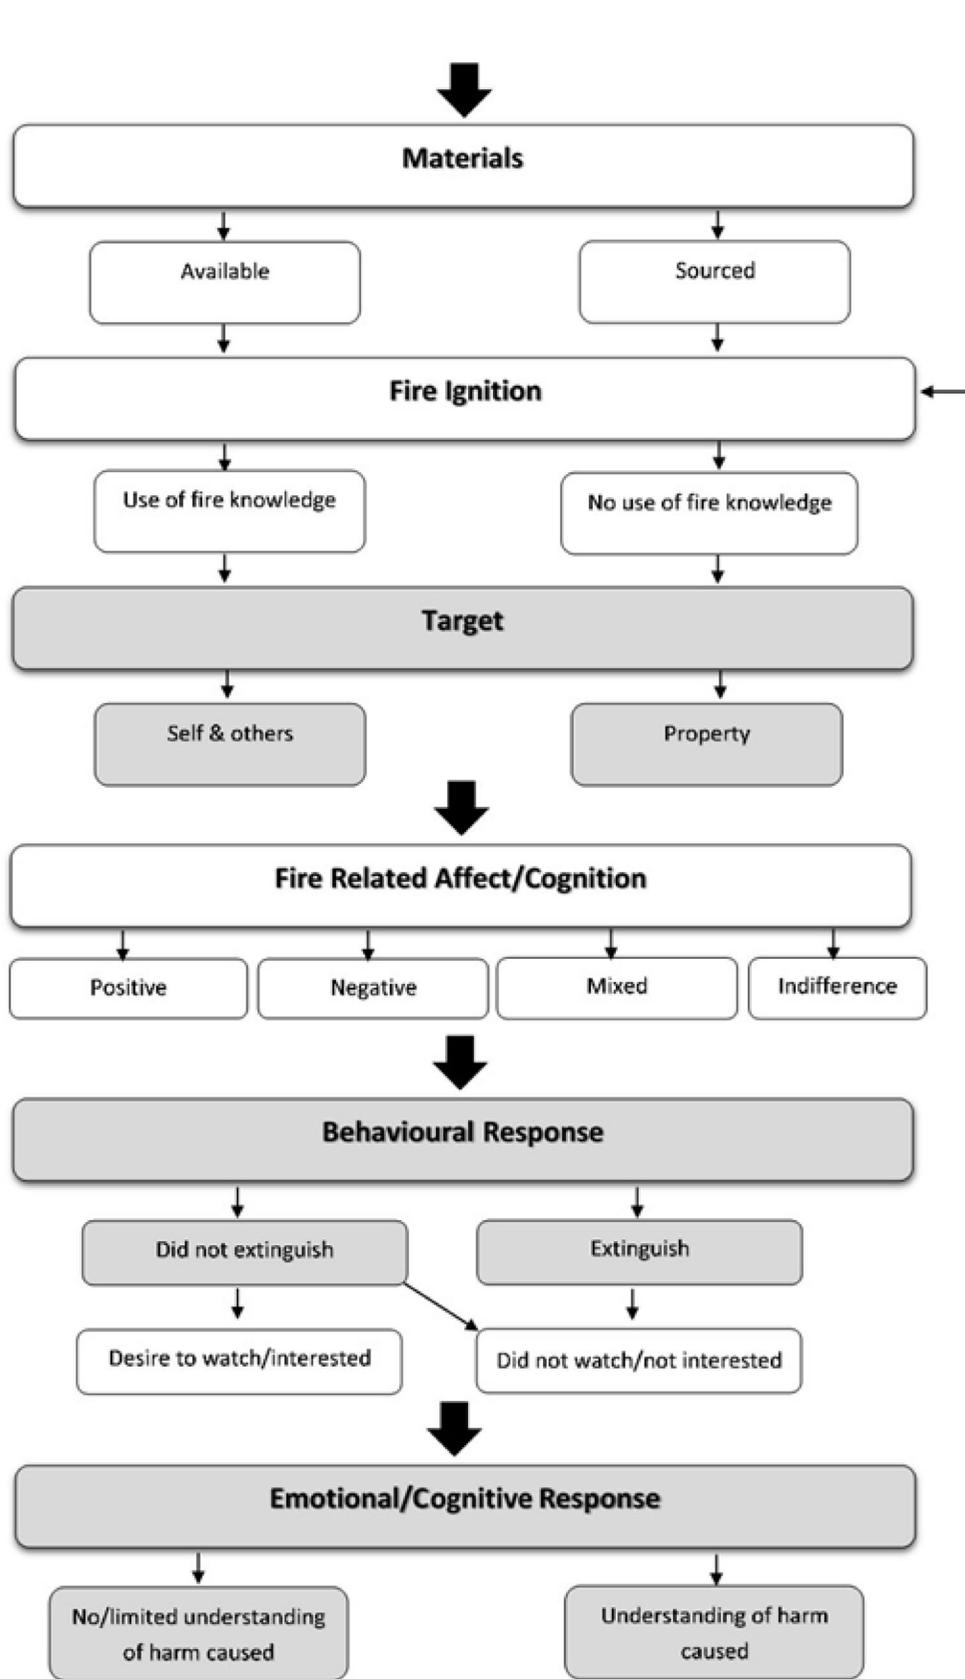 Materials
Available
Sourced
Fire Ignition
Use of fire knowledge
No use of fire knowledge
Target
Self & others
Property
Fire Related Affect/Cognition
Positive
Negative
Mixed
Indifference
Behavioural Response
Did not extinguish
Extinguish
Desire to watch/interested
Did not watch/not interested
Emotional/Cognitive Response
No/limited understanding
of harm caused
Understanding of harm
caused